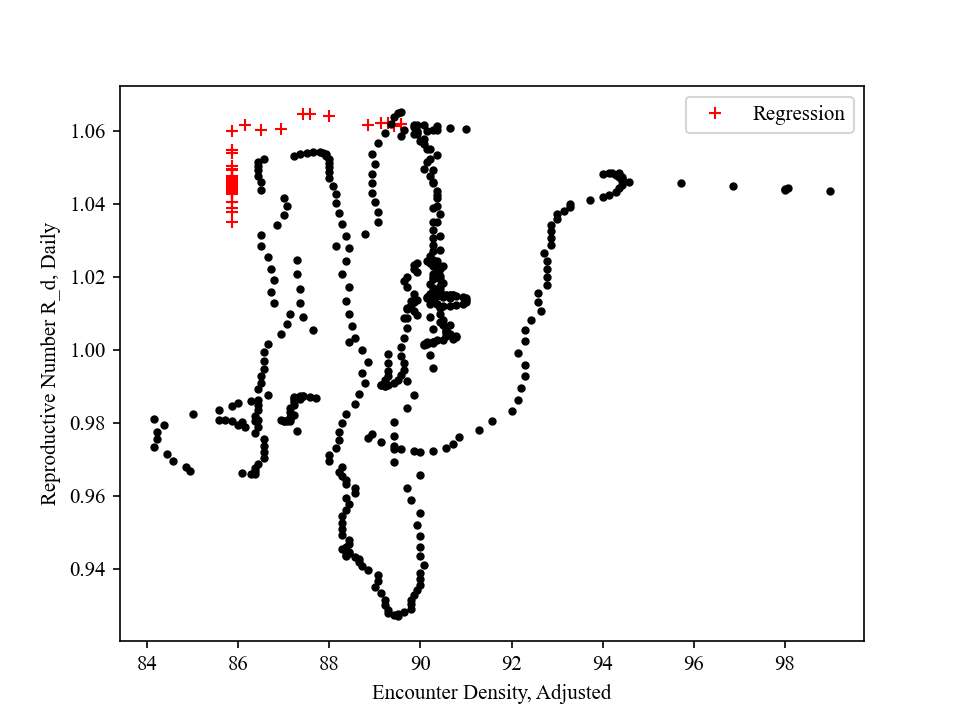 Regression
1.06
1.04
1.02
1.00
0.98
0.96
0.94
Reproductive Number R_d, Daily
84 86 88 90 92 94 96 98
Encounter Density, Adjusted